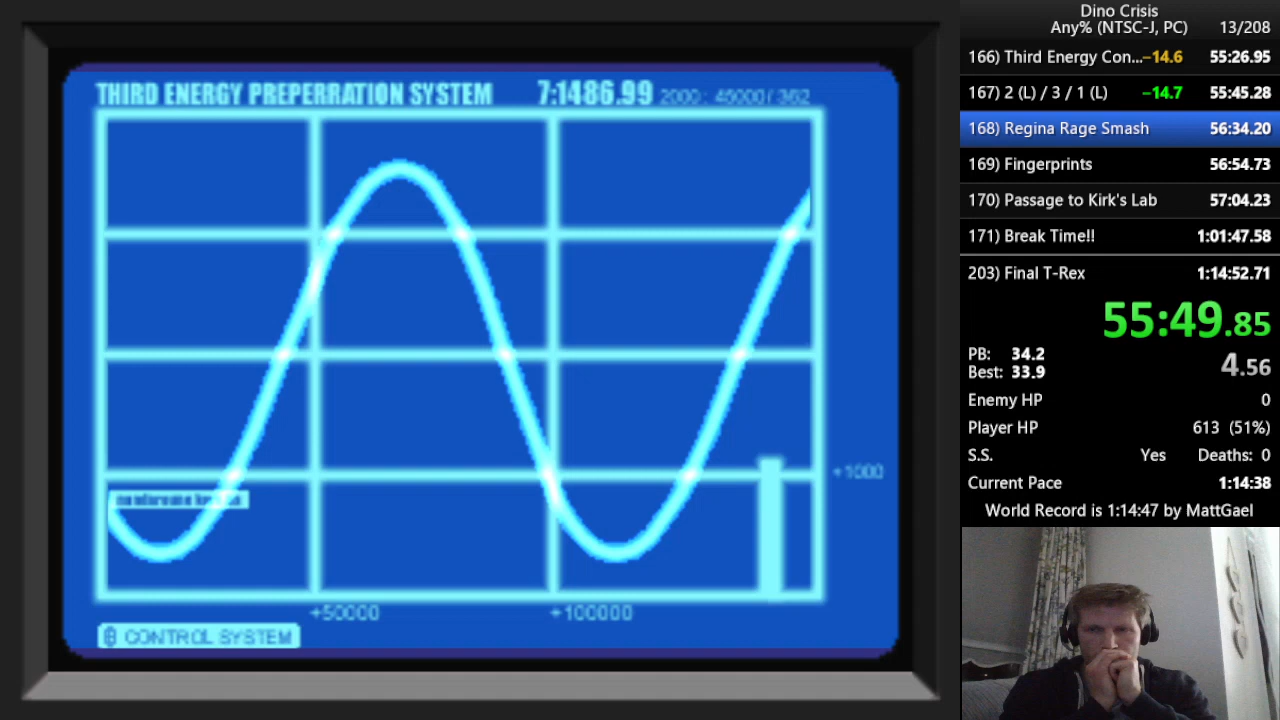 THIRD ENERGY PREPERRATION SYSTEM 7:1486.99 2000: 45000/ 362
+1000
+50000 +100000
CONTROL SYSTEM
Dino Crisis
Any% (NTSC-J, PC) 13/208
166) Third Energy Con... −14.6 55:26.95
167) 2 (L) / 3 / 1 (L) −14.7 55:45.28
168) Regina Rage Smash 56:34.20
169) Fingerprints 56:54.73
170) Passage to Kirk's Lab 57:04.23
171) Break Time!! 1:01:47.58
203) Final T-Rex 1:14:52.71
55:49.85
PB: 34.2
Best: 33.9
4.56
Enemy HP 0
Player HP 613 (51%)
S.S. Yes Deaths: 0
Current Pace 1:14:38
World Record is 1:14:47 by MattGael